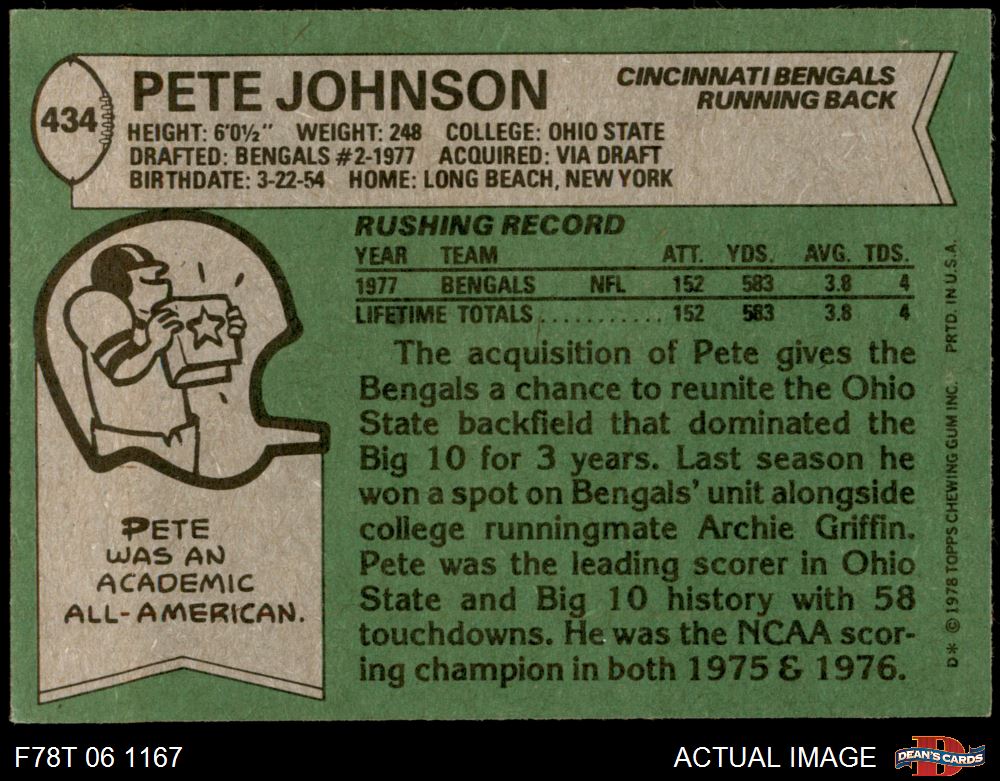 434
PETE JOHNSON
CINCINNATI BENGALS
RUNNING BACK
HEIGHT: 6'0½" WEIGHT: 248 COLLEGE: OHIO STATE
DRAFTED: BENGALS #2-1977 ACQUIRED: VIA DRAFT
BIRTHDATE: 3-22-54 HOME: LONG BEACH, NEW YORK
RUSHING RECORD
YEAR TEAM ATT. YDS. AVG. TDS.
1977 BENGALS NFL 152 583 3.8 4
LIFETIME TOTALS ........... 152 583 3.8 4
The acquisition of Pete gives the
Bengals a chance to reunite the Ohio
State backfield that dominated the
Big 10 for 3 years. Last season he
won a spot on Bengals' unit alongside
college runningmate Archie Griffin.
Pete was the leading scorer in Ohio
State and Big 10 history with 58
touchdowns. He was the NCAA scor-
ing champion in both 1975 & 1976.
PETE
WAS AN
ACADEMIC
ALL-AMERICAN.
D* © 1978 TOPPS CHEWING GUM INC. PRTD. IN U.S.A.
F78T 06 1167
ACTUAL IMAGE
D
DEAN'S CARDS